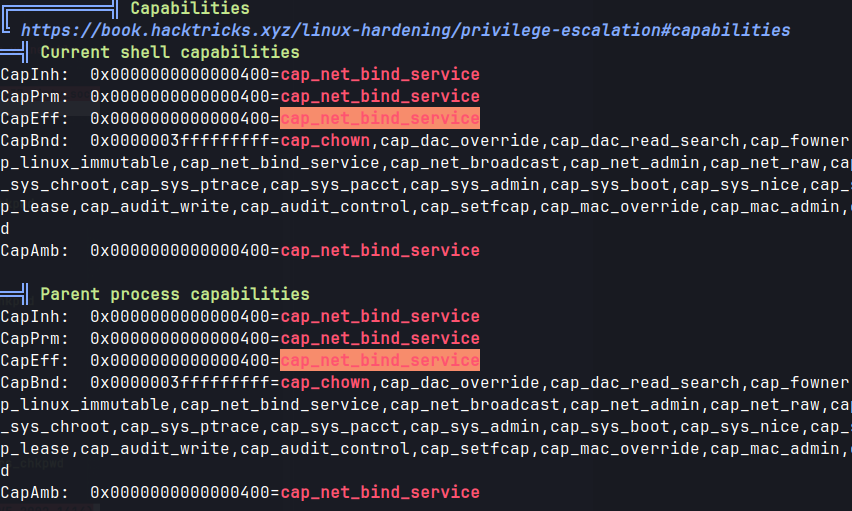 ╔══════════╣ Capabilities
╚ https://book.hacktricks.xyz/linux-hardening/privilege-escalation#capabilities
══╣ Current shell capabilities
CapInh:  0x0000000000000400=cap_net_bind_service
CapPrm:  0x0000000000000400=cap_net_bind_service
CapEff:  0x0000000000000400=cap_net_bind_service
CapBnd:  0x0000003fffffffff=cap_chown,cap_dac_override,cap_dac_read_search,cap_fowner
p_linux_immutable,cap_net_bind_service,cap_net_broadcast,cap_net_admin,cap_net_raw,cap
_sys_chroot,cap_sys_ptrace,cap_sys_pacct,cap_sys_admin,cap_sys_boot,cap_sys_nice,cap_s
p_lease,cap_audit_write,cap_audit_control,cap_setfcap,cap_mac_override,cap_mac_admin,
d
CapAmb:  0x0000000000000400=cap_net_bind_service
══╣ Parent process capabilities
CapInh:  0x0000000000000400=cap_net_bind_service
CapPrm:  0x0000000000000400=cap_net_bind_service
CapEff:  0x0000000000000400=cap_net_bind_service
CapBnd:  0x0000003fffffffff=cap_chown,cap_dac_override,cap_dac_read_search,cap_fowner
p_linux_immutable,cap_net_bind_service,cap_net_broadcast,cap_net_admin,cap_net_raw,cap
_sys_chroot,cap_sys_ptrace,cap_sys_pacct,cap_sys_admin,cap_sys_boot,cap_sys_nice,cap_s
p_lease,cap_audit_write,cap_audit_control,cap_setfcap,cap_mac_override,cap_mac_admin,
d
CapAmb:  0x0000000000000400=cap_net_bind_service